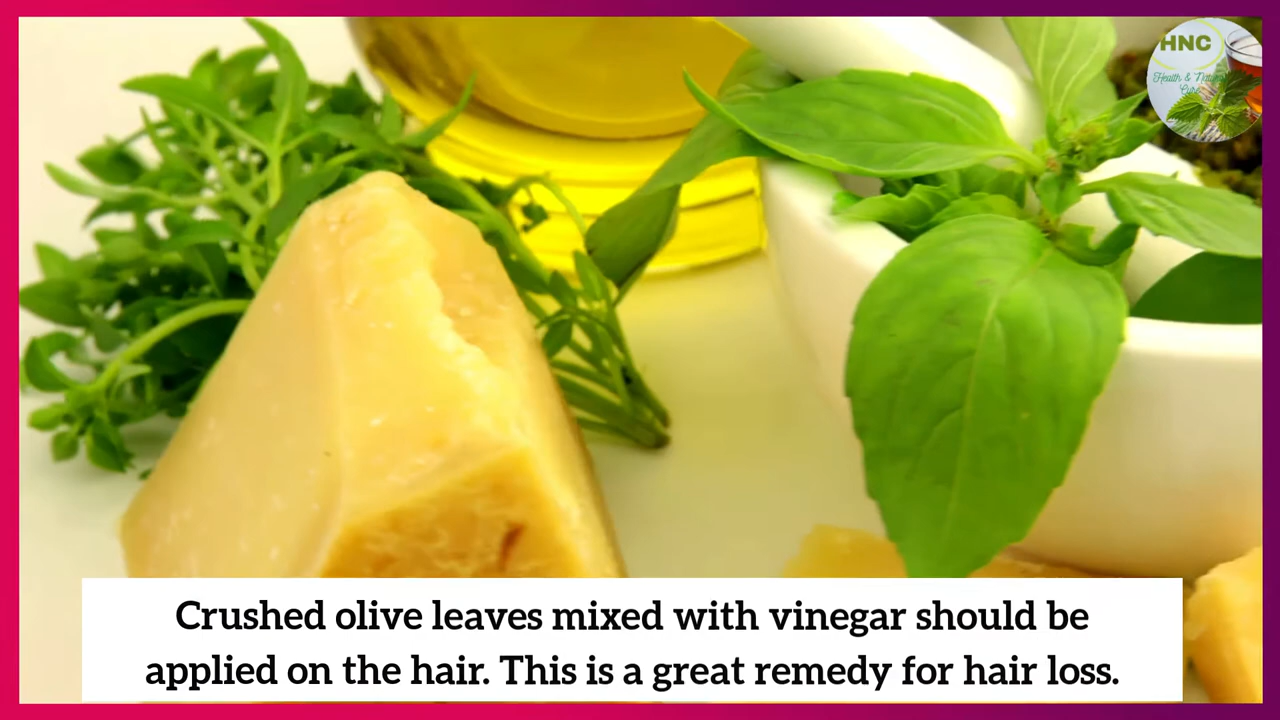 HNC
Health & Natural
Cure
Crushed olive leaves mixed with vinegar should be
applied on the hair. This is a great remedy for hair loss.